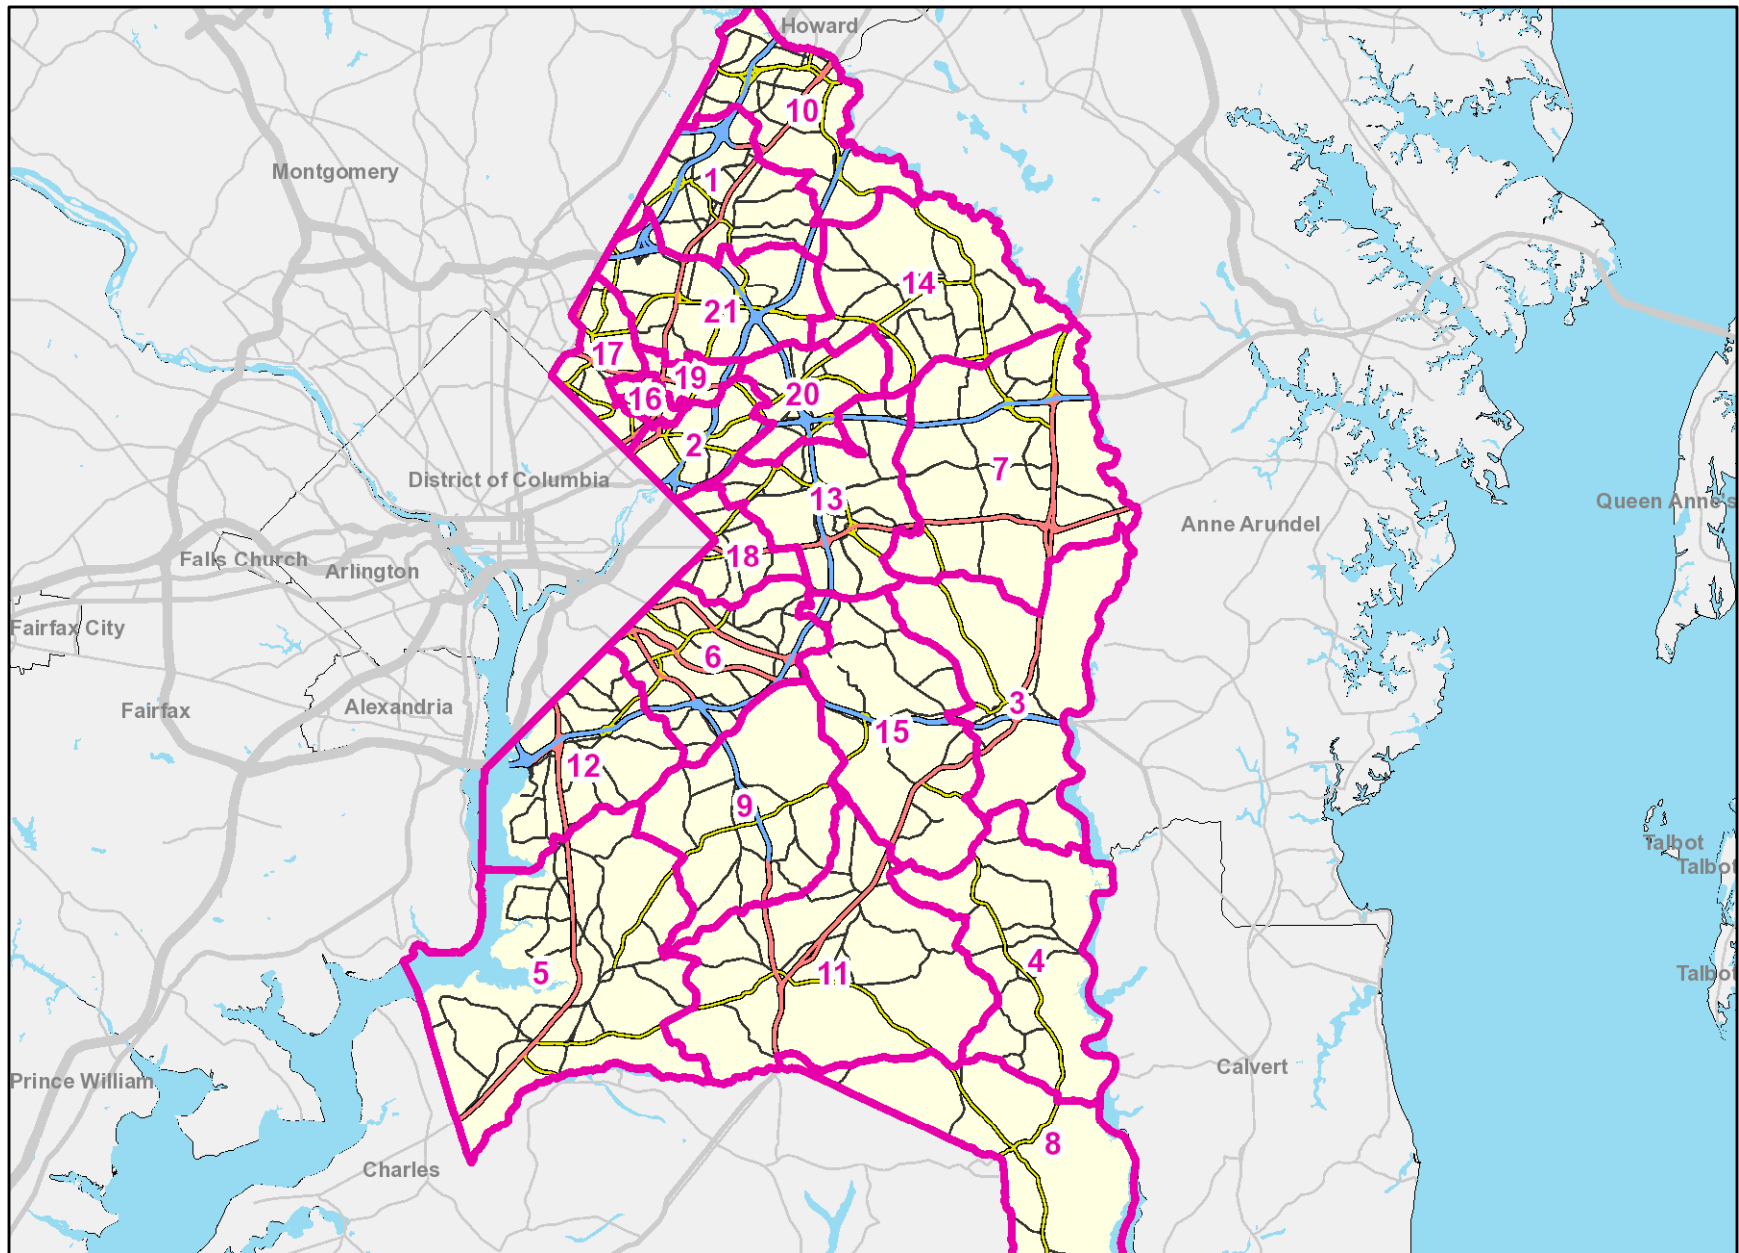 Howard
10
Montgomery
1
14
21
17
19
20
16
2
7
District of Columbia
13
Queen Anne's
Anne Arundel
18
Falls Church
Arlington
Fairfax City
6
3
Fairfax
Alexandria
15
12
9
Talbot
Talbot
4
5
11
Talbot
Calvert
Prince William
8
Charles